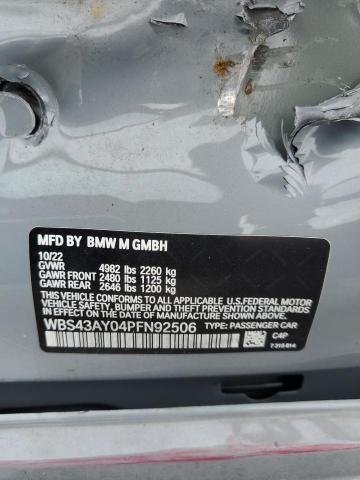 MFD BY BMW M GMBH
10/22
GVWR 4982 lbs 2260 kg
GAWR FRONT 2480 lbs 1125 kg
GAWR REAR 2646 lbs 1200 kg
THIS VEHICLE CONFORMS TO ALL APPLICABLE U.S.FEDERAL MOTOR
VEHICLE SAFETY, BUMPER, AND THEFT PREVENTION STANDARDS
IN EFFECT ON THE DATE OF MANUFACTURE SHOWN ABOVE.
WBS43AY04PFN92506 TYPE: PASSENGER CAR
C4P